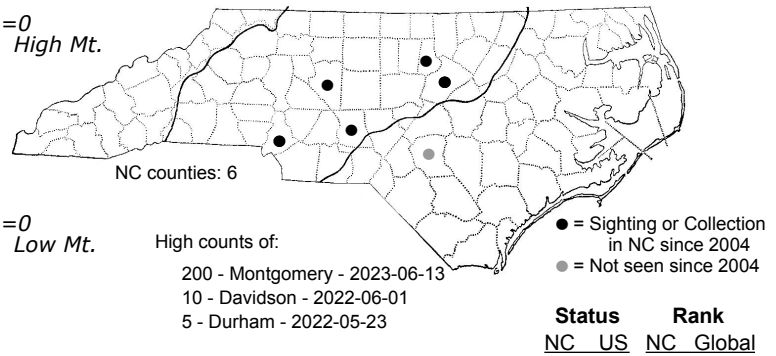 =0
High Mt.
NC counties: 6
=0
Low Mt.
High counts of:
200 - Montgomery - 2023-06-13
10 - Davidson - 2022-06-01
5 - Durham - 2022-05-23
= Sighting or Collection
in NC since 2004
= Not seen since 2004
Status Rank
NC US NC Global